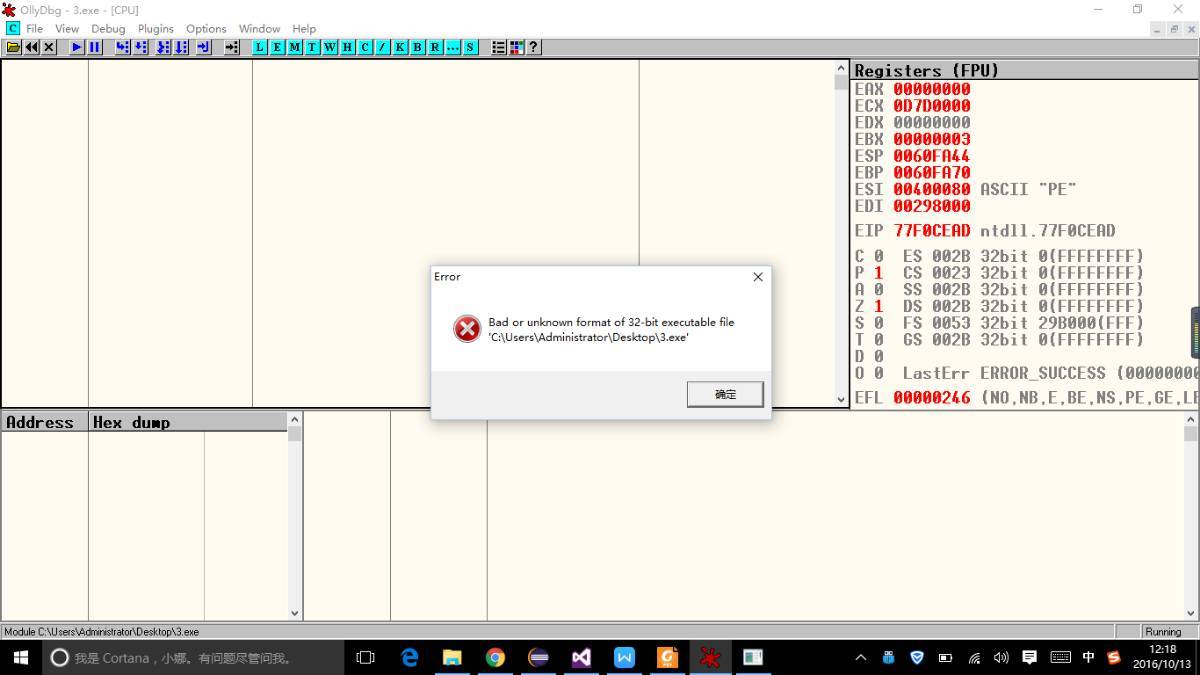 OllyDbg - 3.exe - [CPU]
C File View Debug Plugins Options Window Help
L E M T W H C / K B R ... S ?
Registers (FPU)
EAX 00000000
ECX 0D7D0000
EDX 00000000
EBX 00000003
ESP 0060FA44
EBP 0060FA70
ESI 00400080 ASCII "PE"
EDI 00298000
EIP 77F0CEAD ntdll.77F0CEAD
C 0 ES 002B 32bit 0(FFFFFFFF)
P 1 CS 0023 32bit 0(FFFFFFFF)
A 0 SS 002B 32bit 0(FFFFFFFF)
Z 1 DS 002B 32bit 0(FFFFFFFF)
S 0 FS 0053 32bit 29B000(FFF)
T 0 GS 002B 32bit 0(FFFFFFFF)
D 0
O 0 LastErr ERROR_SUCCESS (00000000
EFL 00000246 (NO,NB,E,BE,NS,PE,GE,LE
Error
Bad or unknown format of 32-bit executable file
'C:\Users\Administrator\Desktop\3.exe'
确定
Address Hex dump
Module C:\Users\Administrator\Desktop\3.exe
Running
我是 Cortana，小娜。有问题尽管问我。
中
12:18
2016/10/13